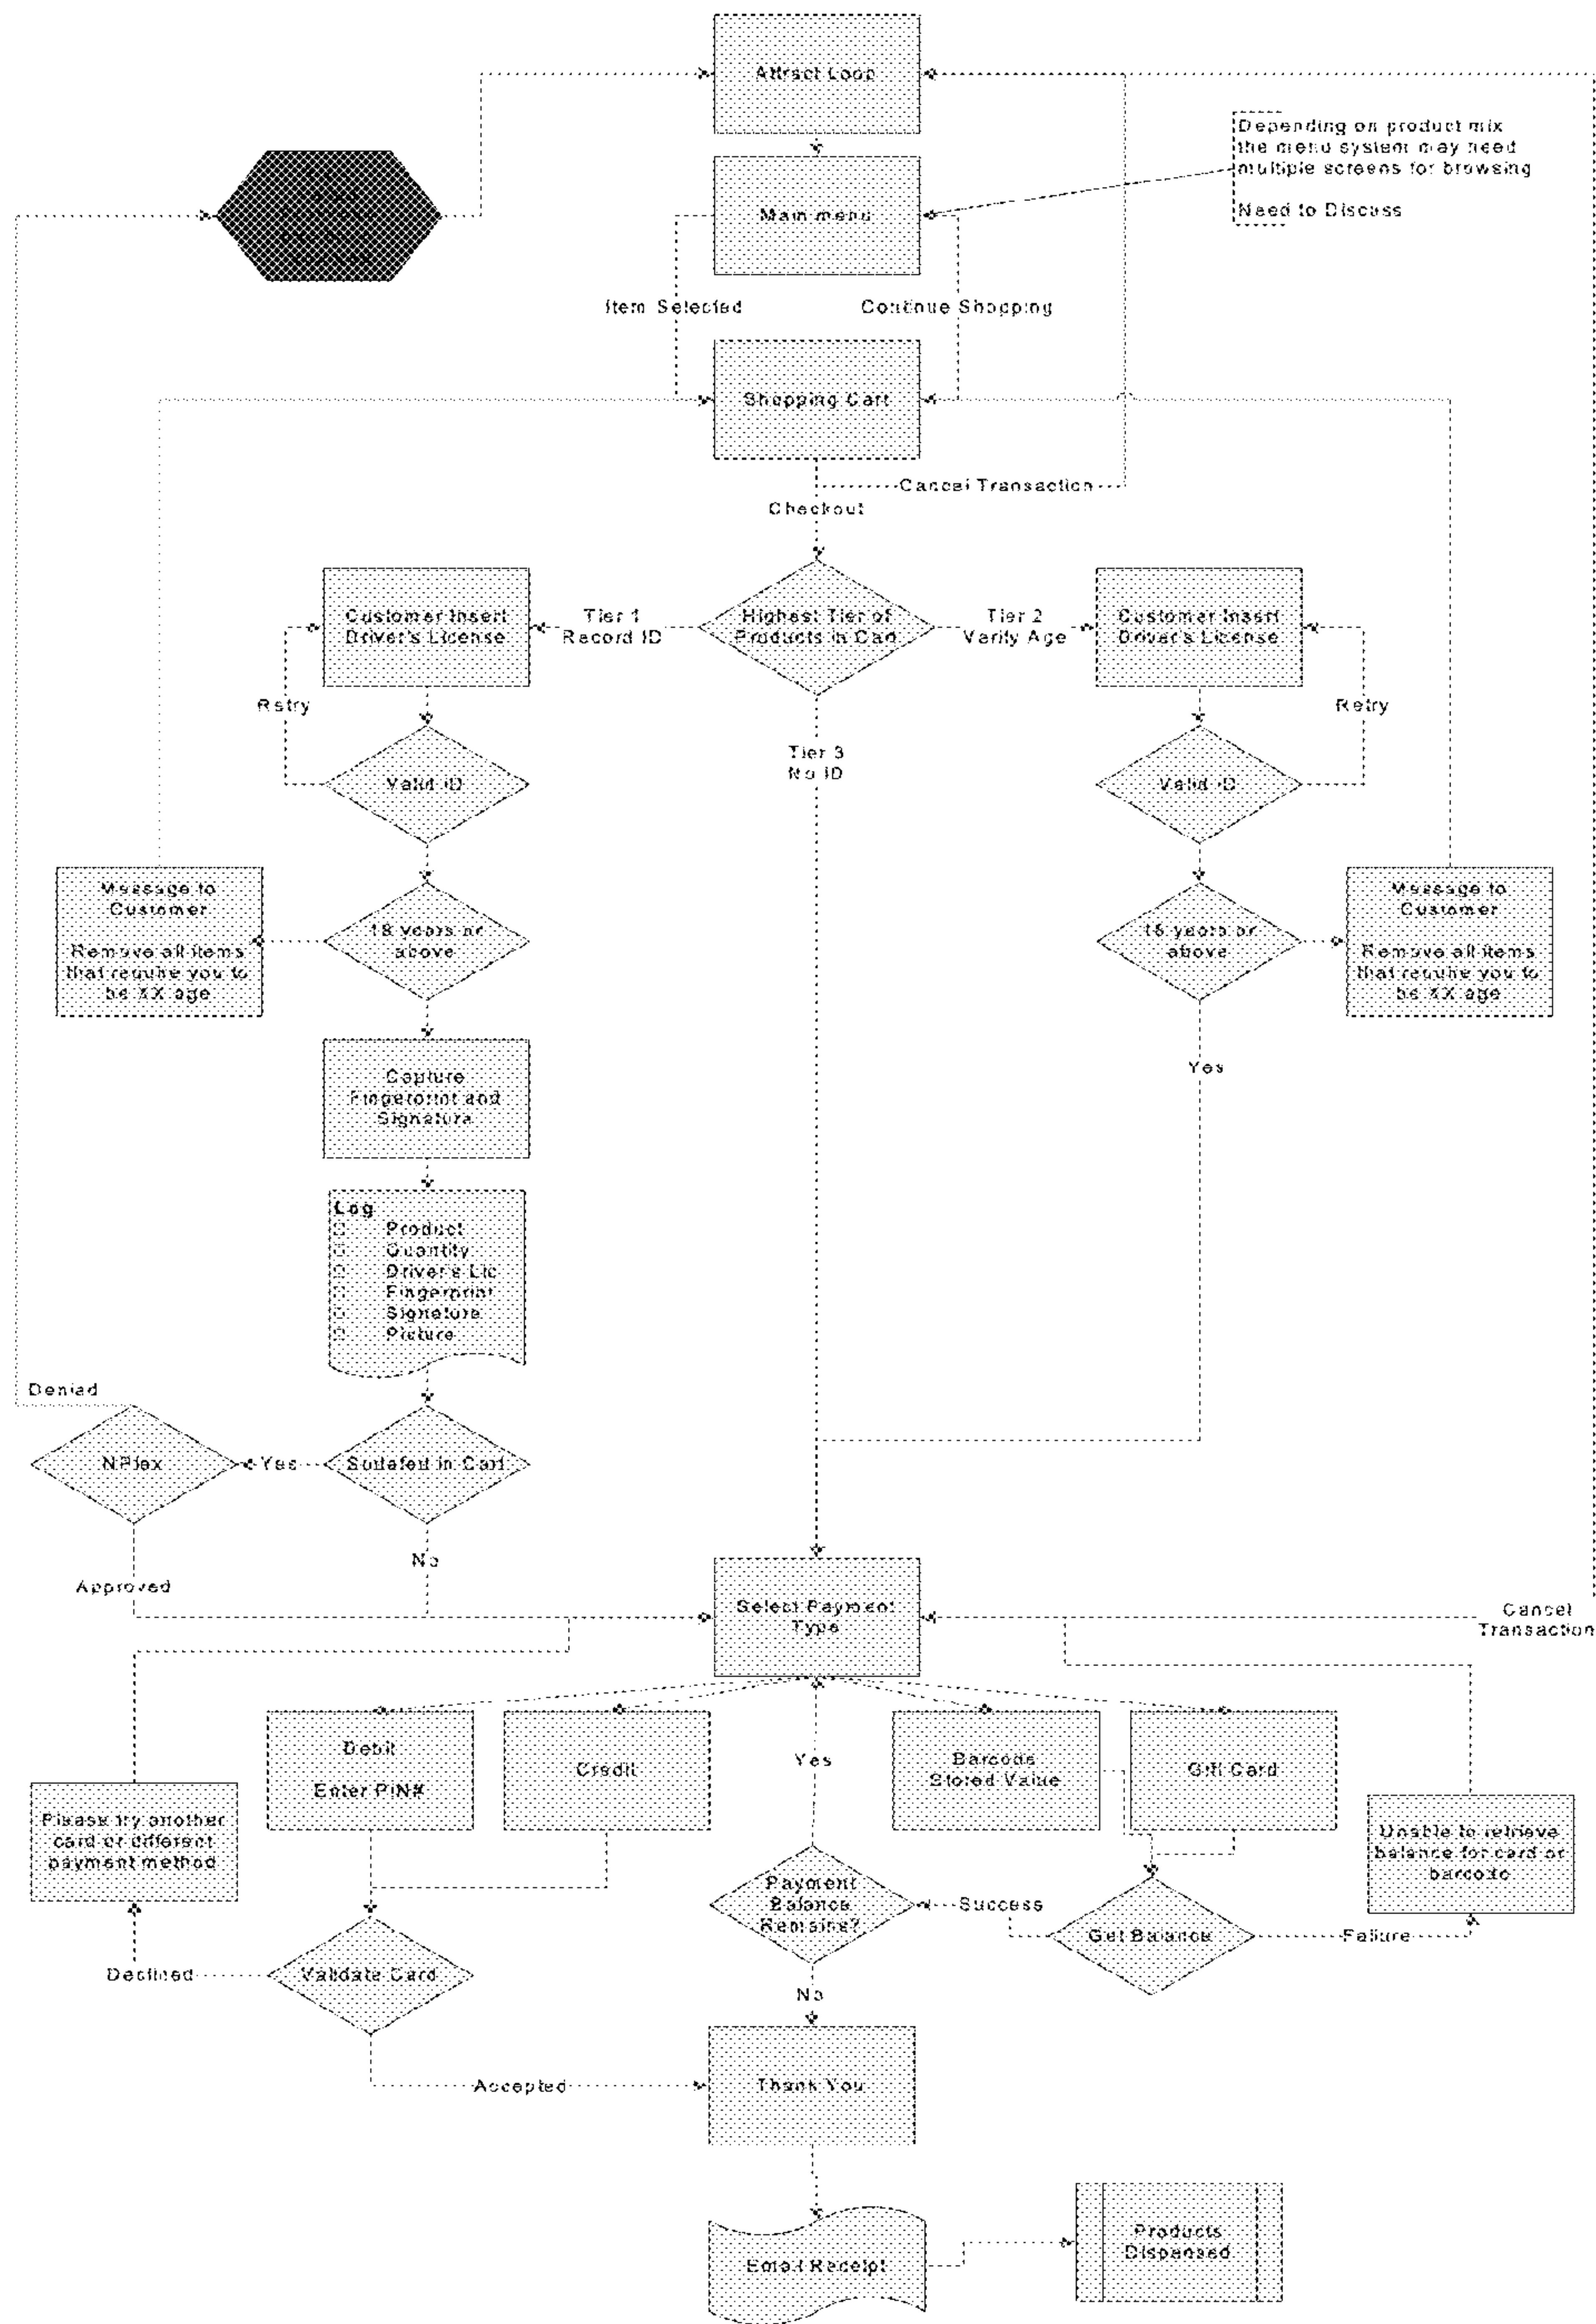 Attract Loop
Depending on product mix
the menu system may need
multiple screens for browsing
Need to Discuss
Main menu
Item Selected
Continue Shopping
Shopping Cart
Cancel Transaction
Checkout
Customer Insert
Driver's License
Tier 1
Record ID
Highest Tier of
Products in Cart
Tier 2
Verify Age
Customer Insert
Driver's License
Retry
Retry
Tier 3
No ID
Valid ID
Valid ID
Message to
Customer
Remove all items
that require you to
be XX age
18 years or
above
18 years or
above
Message to
Customer
Remove all items
that require you to
be XX age
Capture
Fingerprint and
Signature
Yes
Log
Product
Quantity
Driver's Lic
Fingerprint
Signature
Picture
Denied
NPlex
Yes
Sudafed in Cart
No
Approved
Select Payment
Type
Cancel
Transaction
Debit
Enter PIN#
Credit
Yes
Barcode
Stored Value
Gift Card
Please try another
card or different
payment method
Unable to retrieve
balance for card or
barcode
Payment
Balance
Remains?
Success
Get Balance
Failure
Declined
Validate Card
No
Accepted
Thank You
Email Receipt
Products
Dispensed